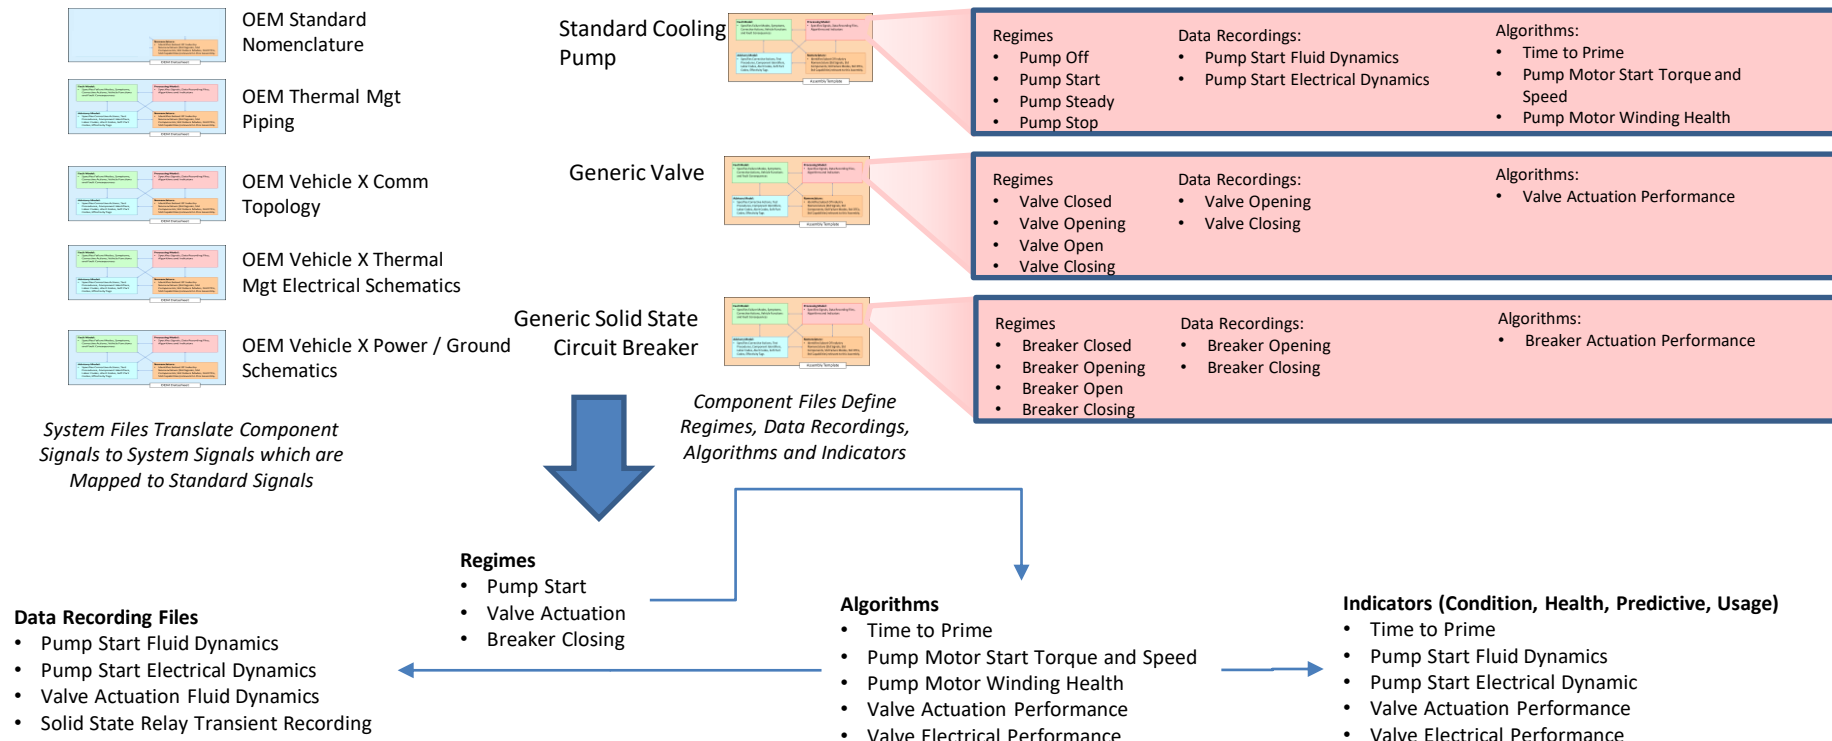 OEM Standard
Nomenclature
OEM Thermal Mgt
Piping
OEM Vehicle X Comm
Topology
OEM Vehicle X Thermal
Mgt Electrical Schematics
OEM Vehicle X Power / Ground
Schematics
System Files Translate Component
Signals to System Signals which are
Mapped to Standard Signals
Standard Cooling
Pump
Assembly Template
Generic Valve
Assembly Template
Generic Solid State
Circuit Breaker
Assembly Template
Component Files Define
Regimes, Data Recordings,
Algorithms and Indicators
Regimes
• Pump Off
• Pump Start
• Pump Steady
• Pump Stop
Data Recordings:
• Pump Start Fluid Dynamics
• Pump Start Electrical Dynamics
Algorithms:
• Time to Prime
• Pump Motor Start Torque and
Speed
• Pump Motor Winding Health
Regimes
• Valve Closed
• Valve Opening
• Valve Open
• Valve Closing
Data Recordings:
• Valve Opening
• Valve Closing
Algorithms:
• Valve Actuation Performance
Regimes
• Breaker Closed
• Breaker Opening
• Breaker Open
• Breaker Closing
Data Recordings:
• Breaker Opening
• Breaker Closing
Algorithms:
• Breaker Actuation Performance
Regimes
• Pump Start
• Valve Actuation
• Breaker Closing
Data Recording Files
• Pump Start Fluid Dynamics
• Pump Start Electrical Dynamics
• Valve Actuation Fluid Dynamics
• Solid State Relay Transient Recording
Algorithms
• Time to Prime
• Pump Motor Start Torque and Speed
• Pump Motor Winding Health
• Valve Actuation Performance
• Valve Electrical Performance
Indicators (Condition, Health, Predictive, Usage)
• Time to Prime
• Pump Start Fluid Dynamics
• Pump Start Electrical Dynamic
• Valve Actuation Performance
• Valve Electrical Performance